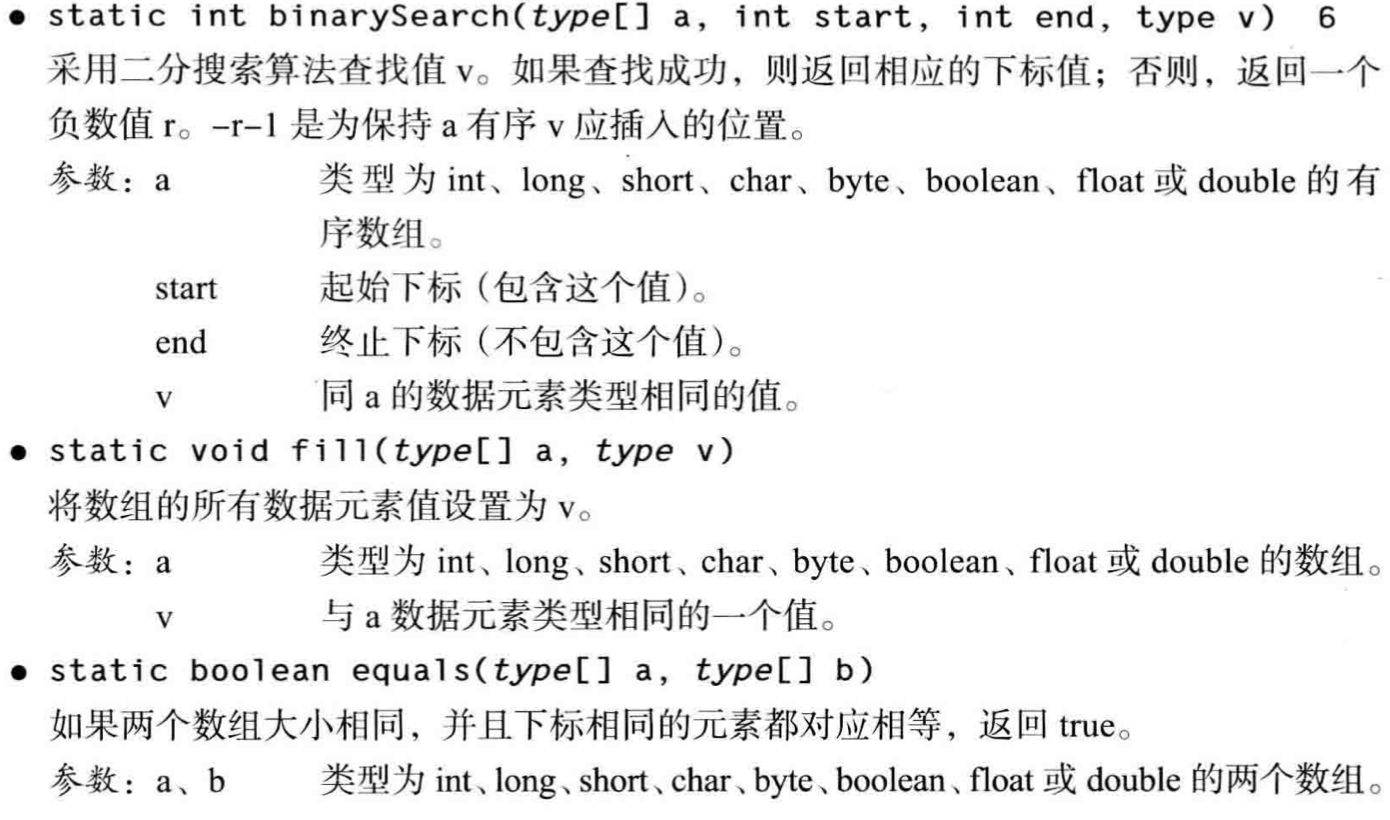 ● static int binarySearch(type[] a, int start, int end, type v) 6
采用二分搜索算法查找值 v。如果查找成功，则返回相应的下标值；否则，返回一个
负数值 r。–r–1 是为保持 a 有序 v 应插入的位置。
参数：a 类型为 int、long、short、char、byte、boolean、float 或 double 的有
序数组。
start 起始下标（包含这个值）。
end 终止下标（不包含这个值）。
v 同 a 的数据元素类型相同的值。
● static void fill(type[] a, type v)
将数组的所有数据元素值设置为 v。
参数：a 类型为 int、long、short、char、byte、boolean、float 或 double 的数组。
v 与 a 数据元素类型相同的一个值。
● static boolean equals(type[] a, type[] b)
如果两个数组大小相同，并且下标相同的元素都对应相等，返回 true。
参数：a、b 类型为 int、long、short、char、byte、boolean、float 或 double 的两个数组。